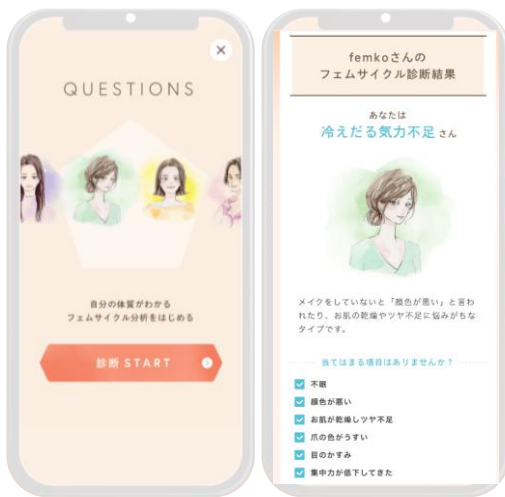 QUESTIONS
自分の体質がわかる
フェムサイクル分析をはじめる
診断 START
femkoさんの
フェムサイクル診断結果
あなたは
冷えだる気力不足 さん
メイクをしていないと「顔色が悪い」と言わ
れたり、お肌の乾燥やツヤ不足に悩みがちな
タイプです。
当てはまる項目はありませんか？
不眠
顔色が悪い
お肌が乾燥しツヤ不足
爪の色がうすい
目のかすみ
集中力が低下してきた